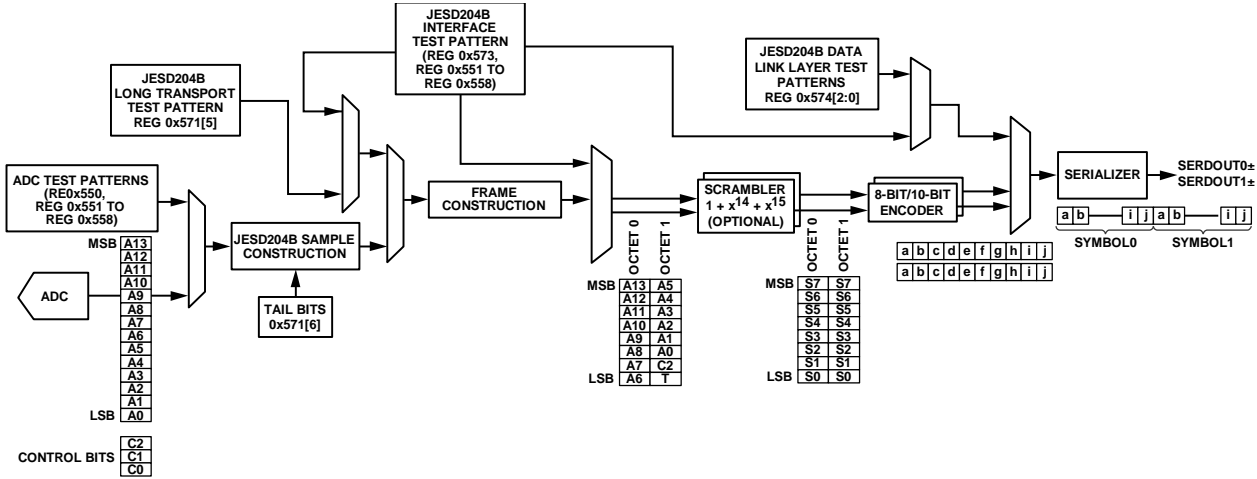 JESD204B
LONG TRANSPORT
TEST PATTERN
REG 0x571[5]
JESD204B
INTERFACE
TEST PATTERN
(REG 0x573,
REG 0x551 TO
REG 0x558)
JESD204B DATA
LINK LAYER TEST
PATTERNS
REG 0x574[2:0]
ADC TEST PATTERNS
(RE0x550,
REG 0x551 TO
REG 0x558)
ADC
MSB A13
A12
A11
A10
A9
A8
A7
A6
A5
A4
A3
A2
A1
LSB A0
CONTROL BITS
C2
C1
C0
JESD204B SAMPLE
CONSTRUCTION
TAIL BITS
0x571[6]
FRAME
CONSTRUCTION
OCTET 0
OCTET 1
MSB A13 A5
A12 A4
A11 A3
A10 A2
A9 A1
A8 A0
A7 C2
LSB A6 T
SCRAMBLER
1 + x14 + x15
(OPTIONAL)
OCTET 0
OCTET 1
MSB S7 S7
S6 S6
S5 S5
S4 S4
S3 S3
S2 S2
S1 S1
LSB S0 S0
8-BIT/10-BIT
ENCODER
a b c d e f g h i j
a b c d e f g h i j
SERIALIZER
SERDOUT0±
SERDOUT1±
a b i j a b i j
SYMBOL0 SYMBOL1